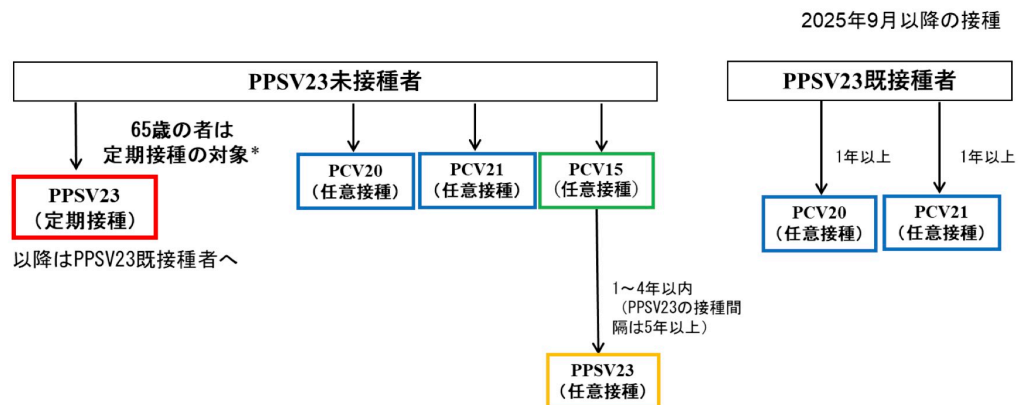 2025年9月以降の接種
PPSV23未接種者
PPSV23既接種者
65歳の者は
定期接種の対象*
PPSV23
（定期接種）
以降はPPSV23既接種者へ
PCV20
（任意接種）
PCV21
（任意接種）
PCV15
（任意接種）
1～4年以内
（PPSV23の接種間
隔は5年以上）
PPSV23
（任意接種）
1年以上
1年以上
PCV20
（任意接種）
PCV21
（任意接種）